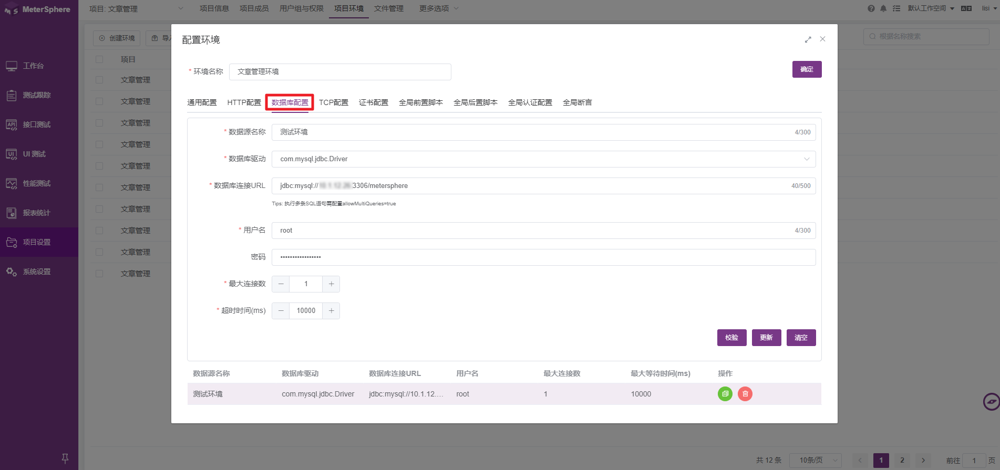 MeterSphere
项目: 文章管理
项目信息
项目成员
用户组与权限
项目环境
文件管理
更多选项
默认工作空间
lisi
创建环境
导入
根据名称搜索
项目
文章管理
文章管理
文章管理
文章管理
文章管理
文章管理
文章管理
文章管理
文章管理
文章管理
工作台
测试跟踪
接口测试
UI 测试
性能测试
报表统计
项目设置
系统设置
配置环境
* 环境名称
文章管理环境
确定
通用配置
HTTP配置
数据库配置
TCP配置
证书配置
全局前置脚本
全局后置脚本
全局认证配置
全局断言
* 数据源名称
测试环境
4/300
* 数据库驱动
com.mysql.jdbc.Driver
* 数据库连接URL
jdbc:mysql:// 3306/metersphere
40/500
Tips: 执行多条SQL语句需配置allowMultiQueries=true
* 用户名
root
4/300
密码
•••••••••••••••••
* 最大连接数
− 1 +
* 超时时间(ms)
− 10000 +
校验
更新
清空
数据源名称 数据库驱动 数据库连接URL 用户名 最大连接数 最大等待时间(ms) 操作
测试环境 com.mysql.jdbc.Driver jdbc:mysql://10.1.12.... root 1 10000
共 12 条
10条/页
1
2
前往 1 页